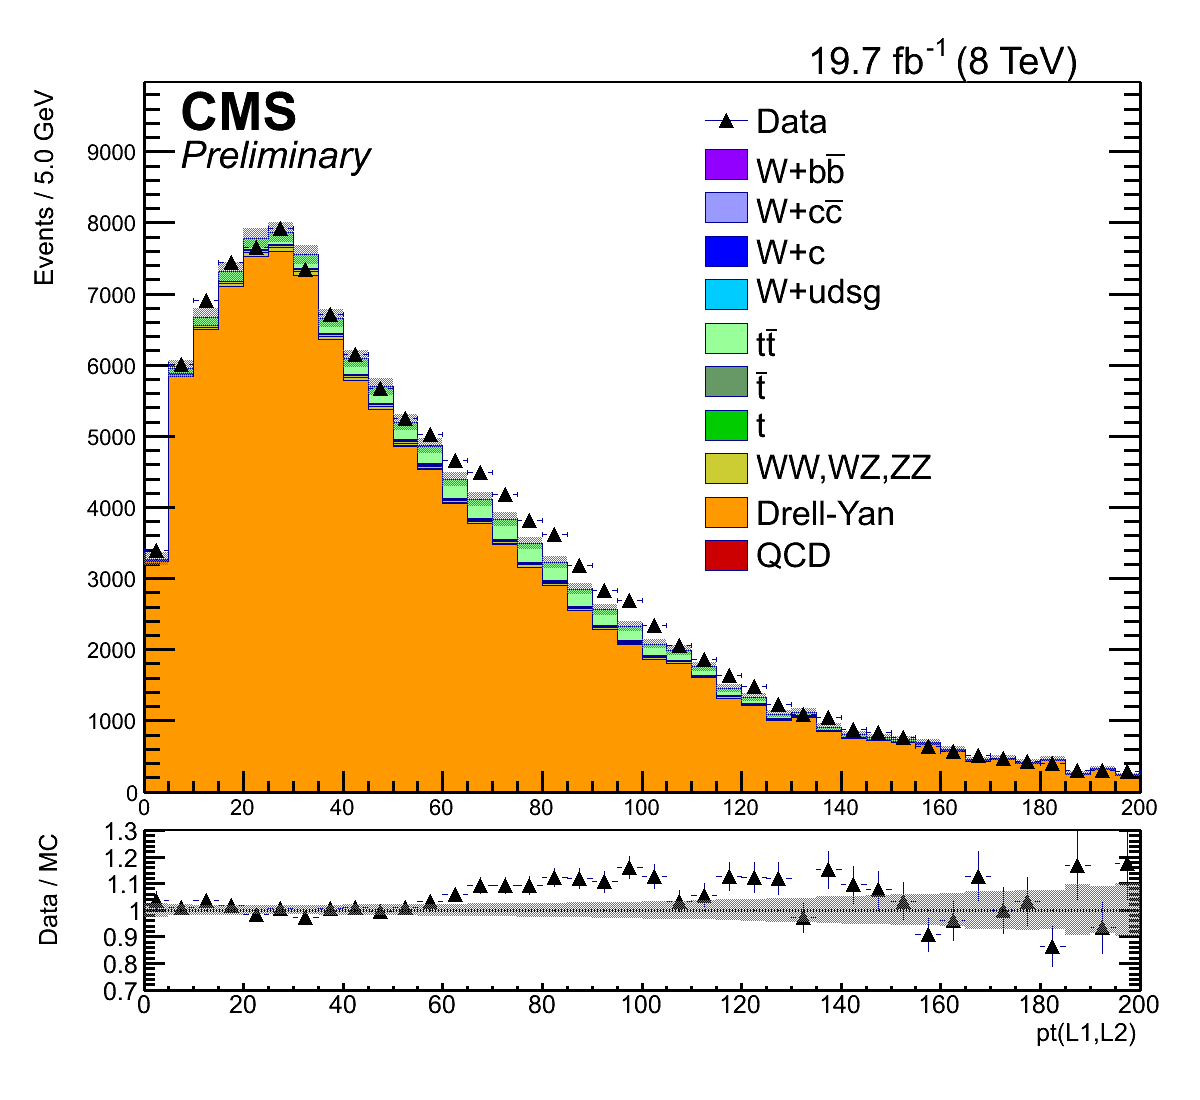 19.7 fb⁻¹ (8 TeV)
CMS
Preliminary
Events / 5.0 GeV
9000
8000
7000
6000
5000
4000
3000
2000
1000
0
Data
W+bb̅
W+cc̅
W+c
W+udsg
tt̅
t̅
t
WW,WZ,ZZ
Drell-Yan
QCD
0 20 40 60 80 100 120 140 160 180 200
Data / MC
1.3
1.2
1.1
1
0.9
0.8
0.7
0 20 40 60 80 100 120 140 160 180 200
pt(L1,L2)